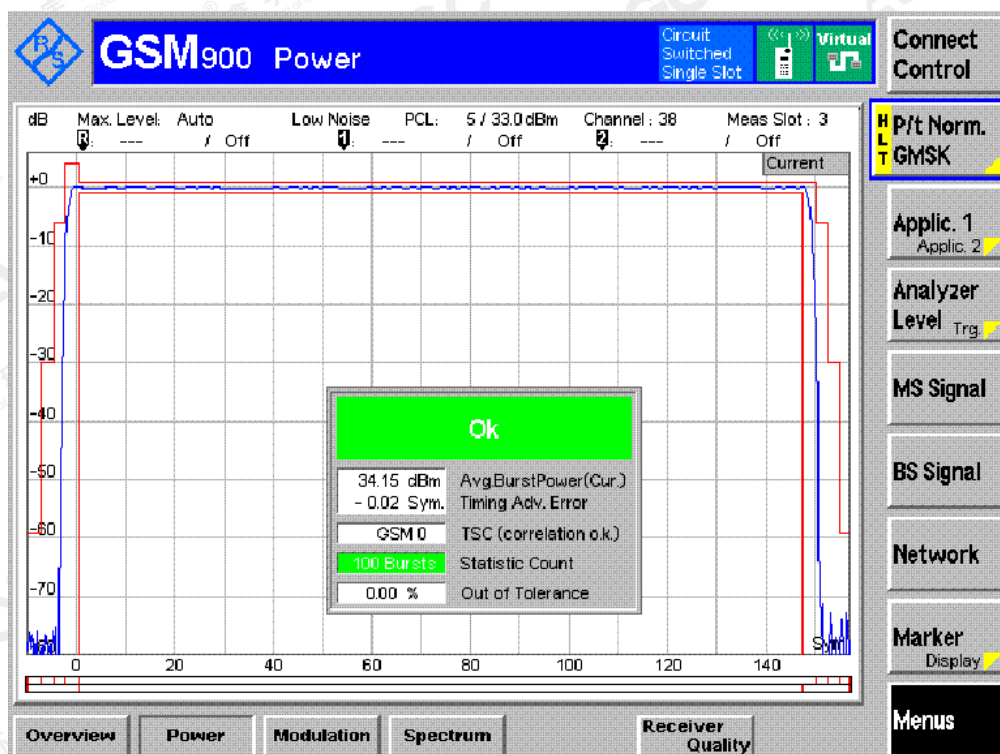 R S
GSM900 Power
Circuit
Switched
Single Slot
Virtual
Connect
Control
dB Max. Level: Auto Low Noise PCL: 5 / 33.0 dBm Channel : 38 Meas Slot : 3
R: --- / Off 1: --- / Off 2: --- / Off
HLT
P/t Norm.
GMSK
Current
+0
-10
-20
-30
-40
-50
-60
-70
Applic. 1
Applic. 2
Analyzer
Level Trg.
MS Signal
BS Signal
Network
Marker
Display
Menus
Ok
34.15 dBm Avg.BurstPower(Cur.)
- 0.02 Sym. Timing Adv. Error
GSM 0 TSC (correlation o.k.)
100 Bursts Statistic Count
0.00 % Out of Tolerance
Sym
0 20 40 60 80 100 120 140
Overview Power Modulation Spectrum Receiver Quality